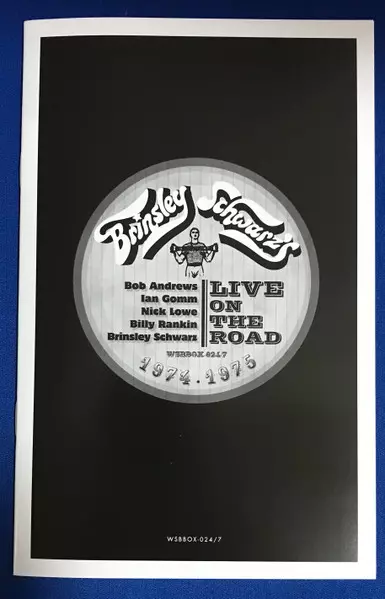 Brinsley Schwarz's
Bob Andrews
Ian Gomm
Nick Lowe
Billy Rankin
Brinsley Schwarz
LIVE
ON
THE
ROAD
WSBBOX-024/7
1974-1975
WSBBOX-024/7